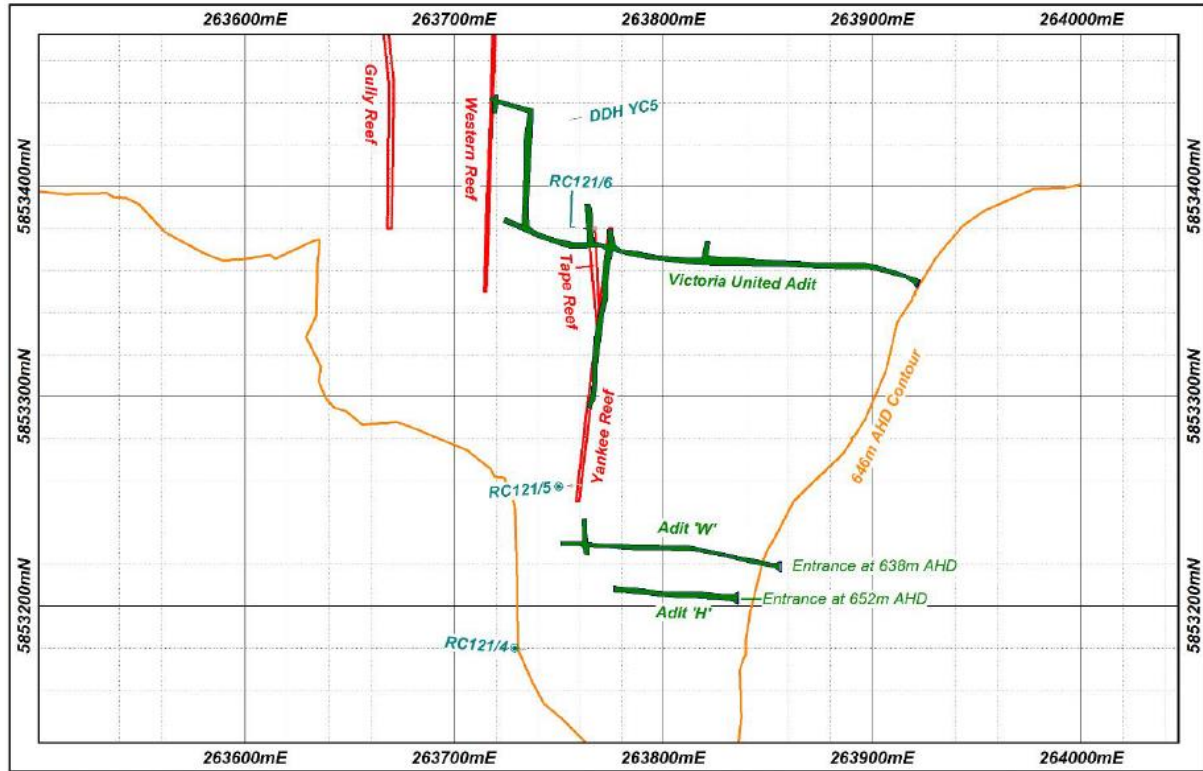 263600mE 263700mE 263800mE 263900mE 264000mE
Gully Reef
Western Reef
DDH YC5
5853400mN
RC121/6
5853400mN
Tape Reef
Victoria United Adit
5853300mN
646m AHD Contour
5853300mN
Yankee Reef
RC121/5
Adit 'W'
Entrance at 638m AHD
Entrance at 652m AHD
Adit 'H'
5853200mN
5853200mN
RC121/4
263600mE 263700mE 263800mE 263900mE 264000mE